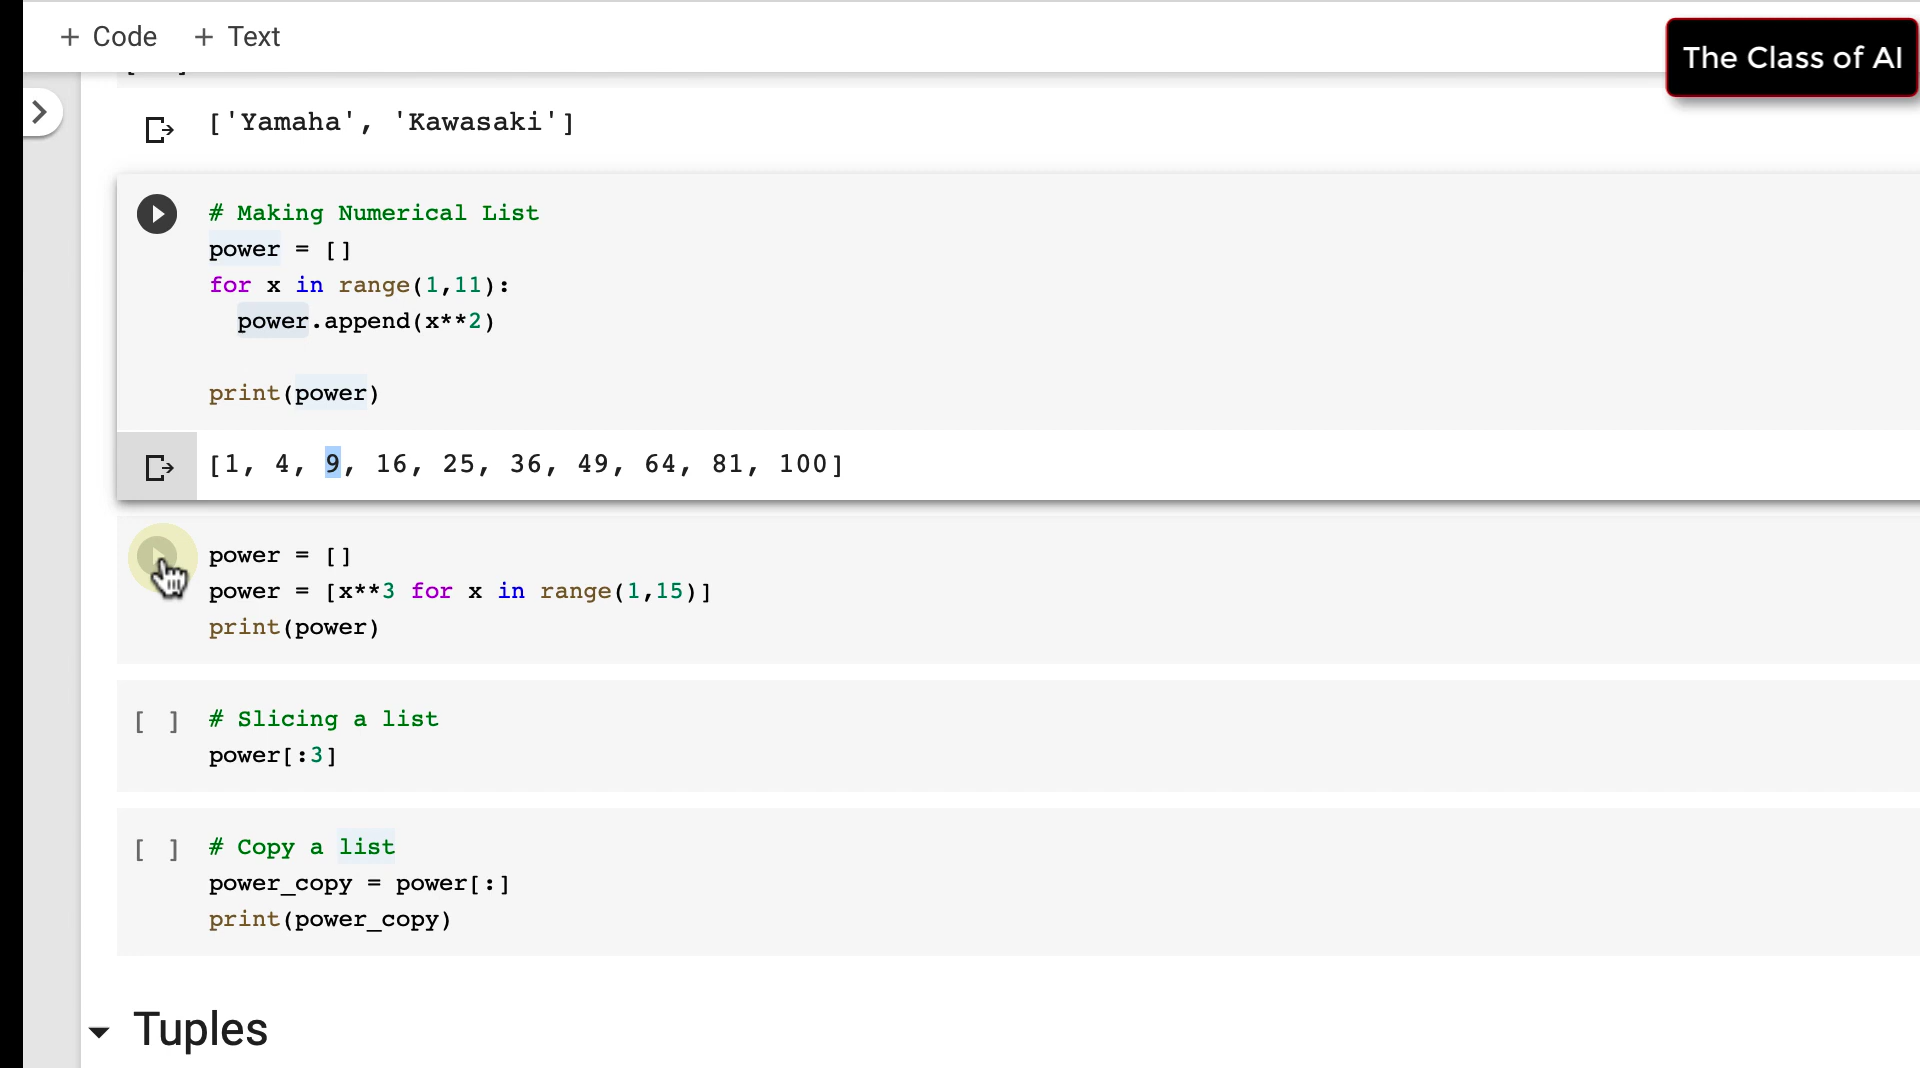 + Code + Text
The Class of AI
['Yamaha', 'Kawasaki']
# Making Numerical List
power = []
for x in range(1,11):
power.append(x**2)
print(power)
[1, 4, 9, 16, 25, 36, 49, 64, 81, 100]
power = []
power = [x**3 for x in range(1,15)]
print(power)
[ ] # Slicing a list
power[:3]
[ ] # Copy a list
power_copy = power[:]
print(power_copy)
Tuples